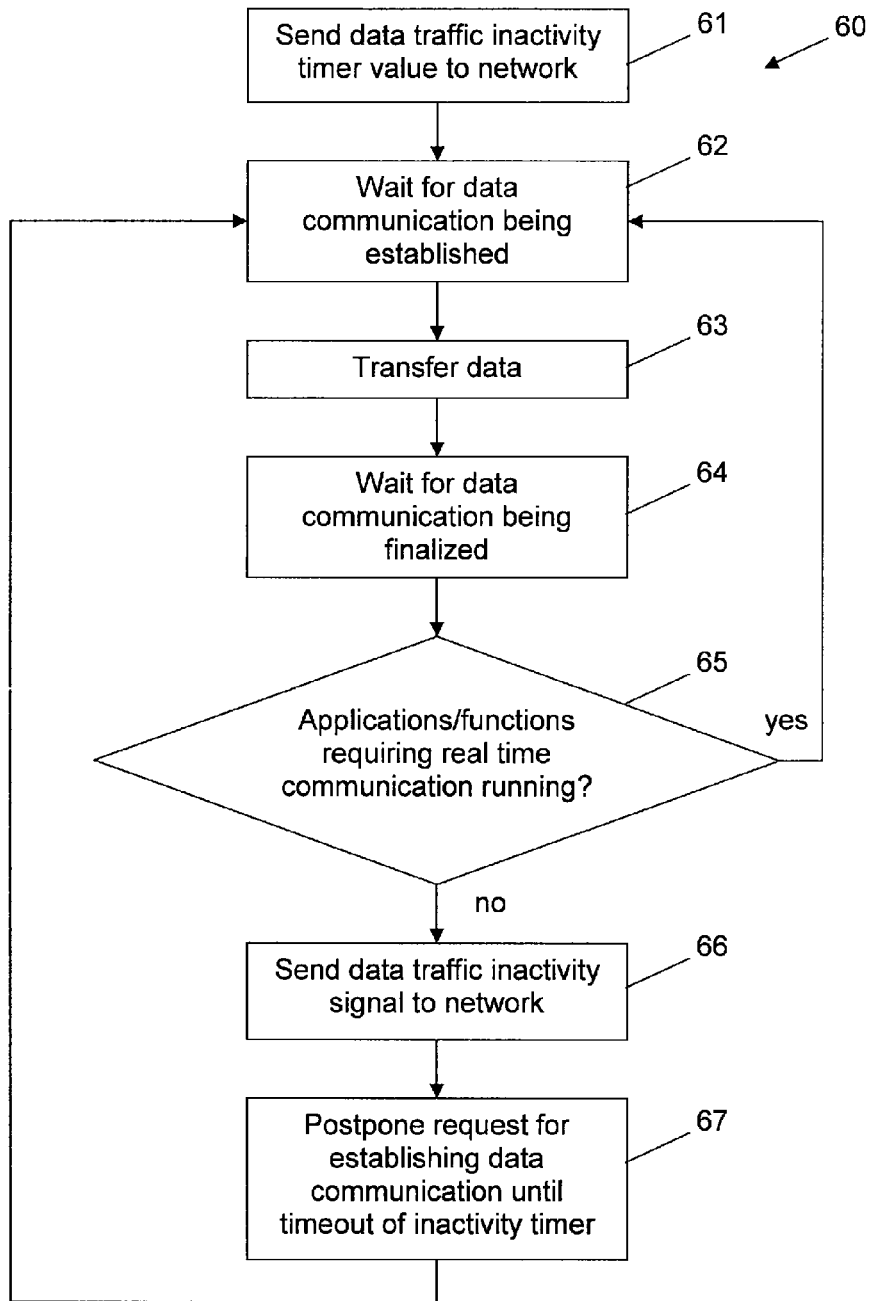 61
60
Send data traffic inactivity
timer value to network
62
Wait for data
communication being
established
63
Transfer data
64
Wait for data
communication being
finalized
65
Applications/functions
requiring real time
communication running?
yes
no
66
Send data traffic inactivity
signal to network
67
Postpone request for
establishing data
communication until
timeout of inactivity timer